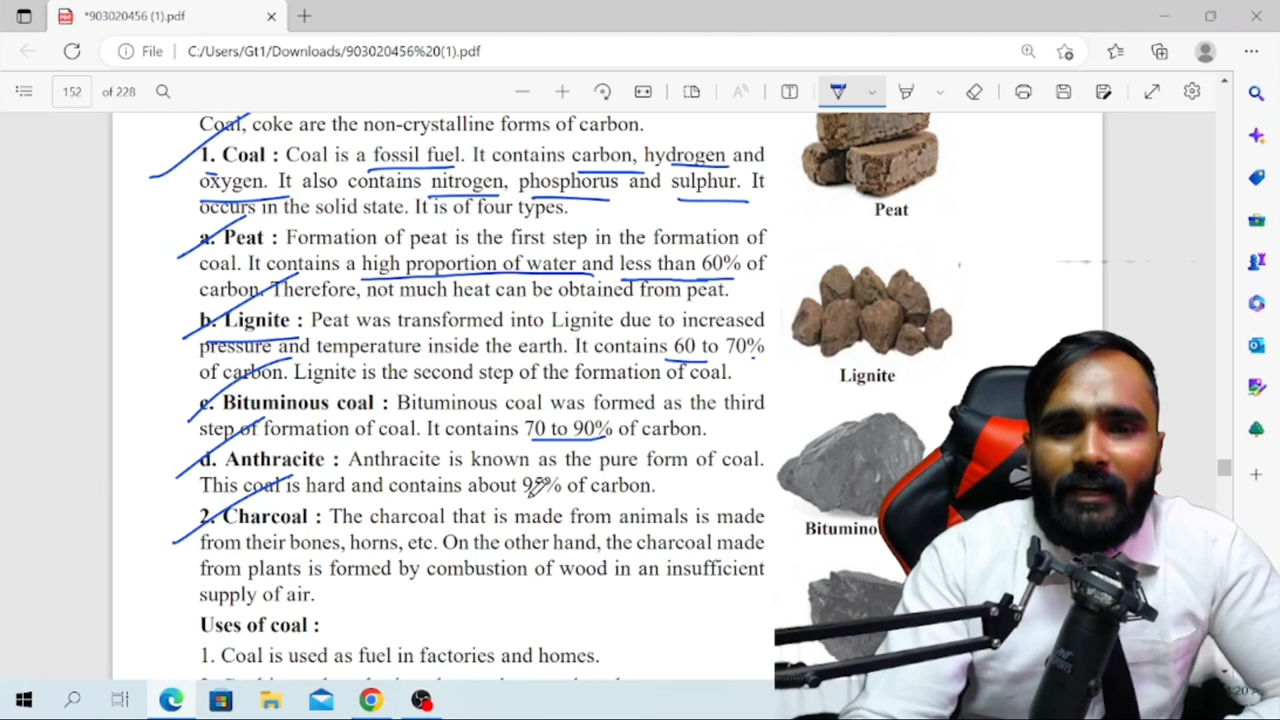 *903020456 (1).pdf
File C:/Users/Gt1/Downloads/903020456%20(1).pdf
152 of 228
Coal, coke are the non-crystalline forms of carbon.
1. Coal : Coal is a fossil fuel. It contains carbon, hydrogen and
oxygen. It also contains nitrogen, phosphorus and sulphur. It
occurs in the solid state. It is of four types.
a. Peat : Formation of peat is the first step in the formation of
coal. It contains a high proportion of water and less than 60% of
carbon. Therefore, not much heat can be obtained from peat.
b. Lignite : Peat was transformed into Lignite due to increased
pressure and temperature inside the earth. It contains 60 to 70%
of carbon. Lignite is the second step of the formation of coal.
c. Bituminous coal : Bituminous coal was formed as the third
step of formation of coal. It contains 70 to 90% of carbon.
d. Anthracite : Anthracite is known as the pure form of coal.
This coal is hard and contains about of carbon.
2. Charcoal : The charcoal that is made from animals is made
from their bones, horns, etc. On the other hand, the charcoal made
from plants is formed by combustion of wood in an insufficient
supply of air.
Uses of coal :
1. Coal is used as fuel in factories and homes.
Peat
Lignite
Bitumino